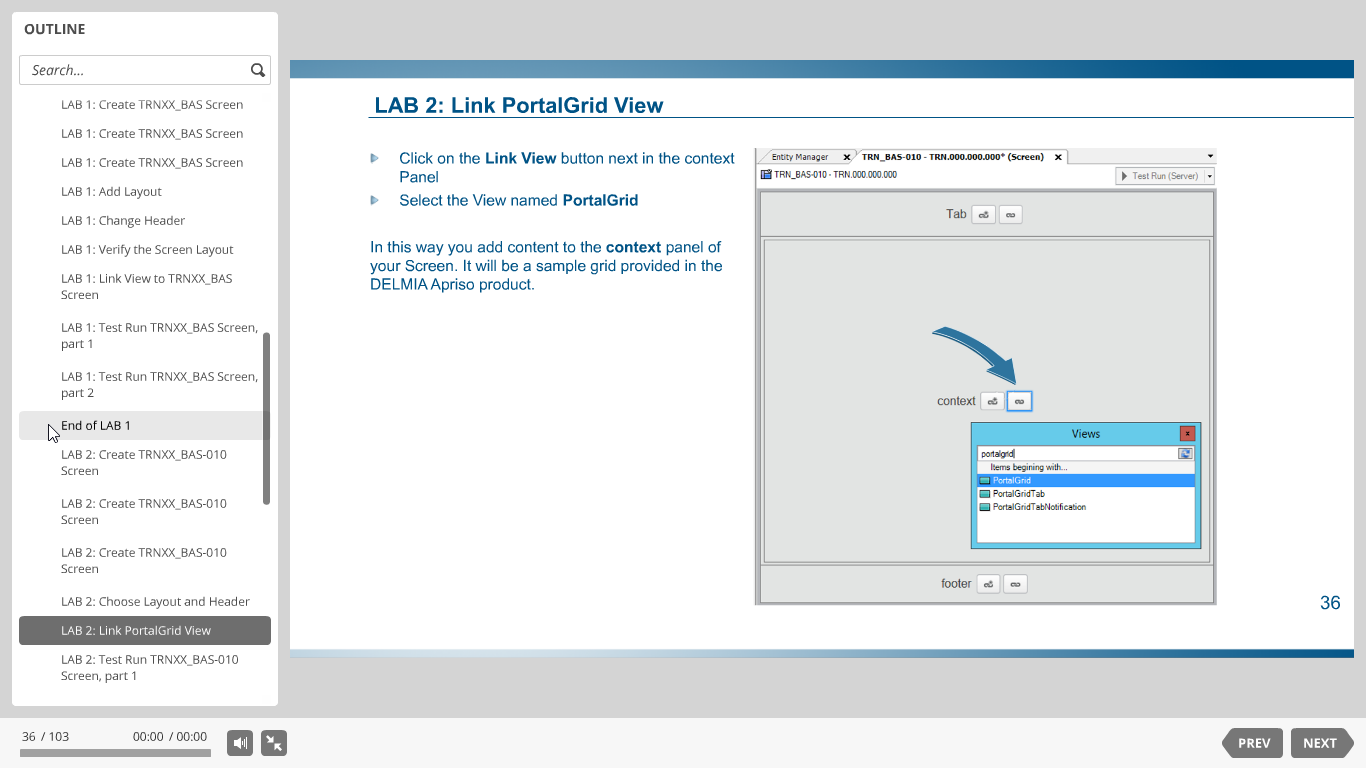 OUTLINE
Search...
LAB 1: Create TRNXX_BAS Screen
LAB 1: Create TRNXX_BAS Screen
LAB 1: Create TRNXX_BAS Screen
LAB 1: Add Layout
LAB 1: Change Header
LAB 1: Verify the Screen Layout
LAB 1: Link View to TRNXX_BAS
Screen
LAB 1: Test Run TRNXX_BAS Screen,
part 1
LAB 1: Test Run TRNXX_BAS Screen,
part 2
End of LAB 1
LAB 2: Create TRNXX_BAS-010
Screen
LAB 2: Create TRNXX_BAS-010
Screen
LAB 2: Create TRNXX_BAS-010
Screen
LAB 2: Choose Layout and Header
LAB 2: Link PortalGrid View
LAB 2: Test Run TRNXX_BAS-010
Screen, part 1
LAB 2: Link PortalGrid View
Click on the Link View button next in the context
Panel
Select the View named PortalGrid
In this way you add content to the context panel of
your Screen. It will be a sample grid provided in the
DELMIA Apriso product.
Entity Manager
TRN_BAS-010 - TRN.000.000.000* (Screen)
TRN_BAS-010 - TRN.000.000.000
Test Run (Server)
Tab
context
Views
portalgrid
Items begining with...
PortalGrid
PortalGridTab
PortalGridTabNotification
footer
36
36 / 103
00:00 / 00:00
PREV
NEXT